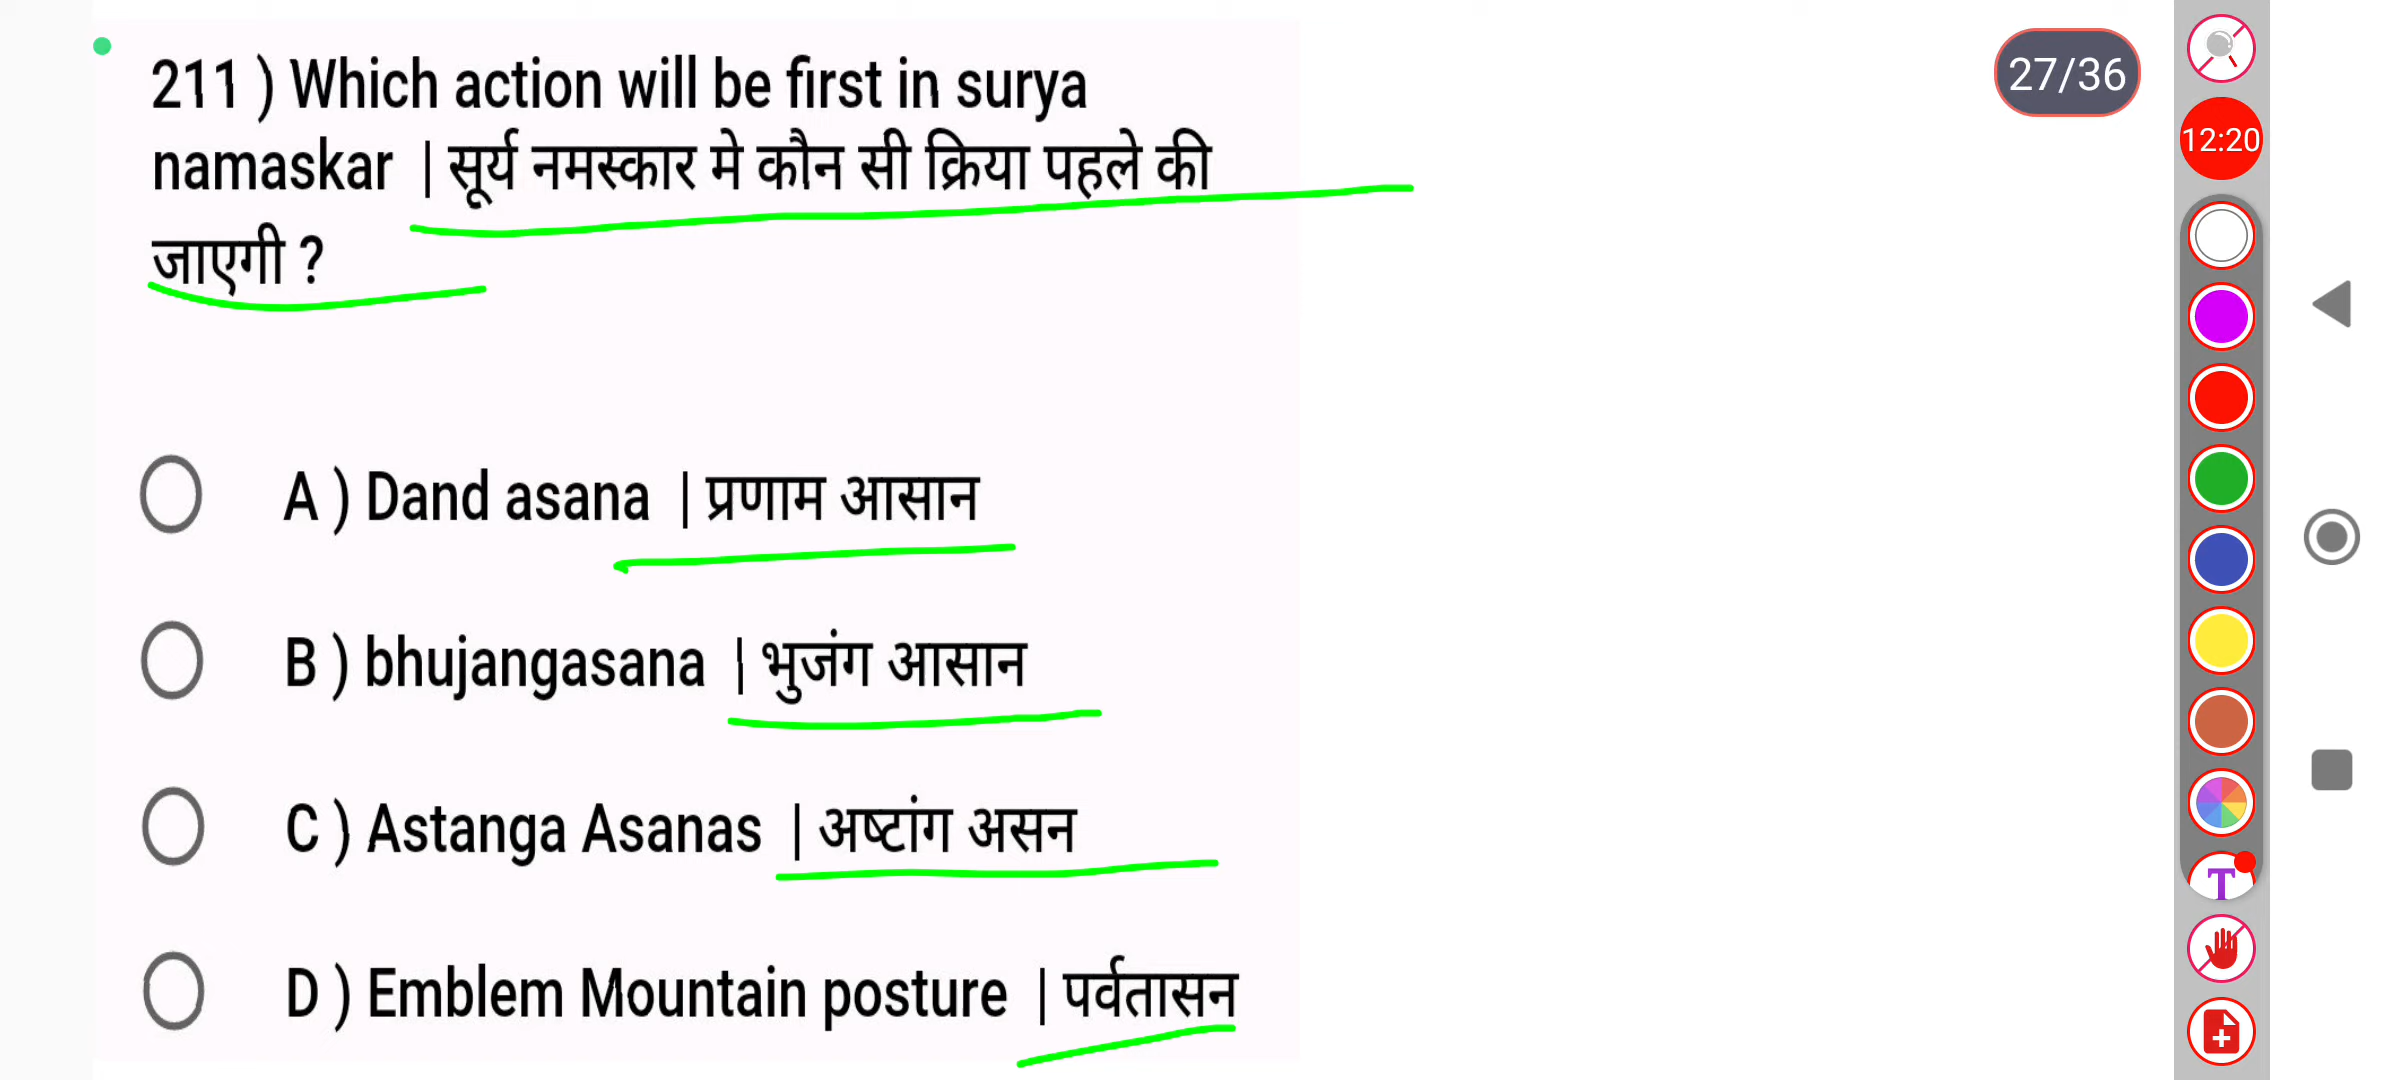 211 ) Which action will be first in surya
namaskar | सूर्य नमस्कार मे कौन सी क्रिया पहले की
जाएगी ?
27/36
12:20
A ) Dand asana | प्रणाम आसान
B ) bhujangasana | भुजंग आसान
C ) Astanga Asanas | अष्टांग असन
D ) Emblem Mountain posture | पर्वतासन
T